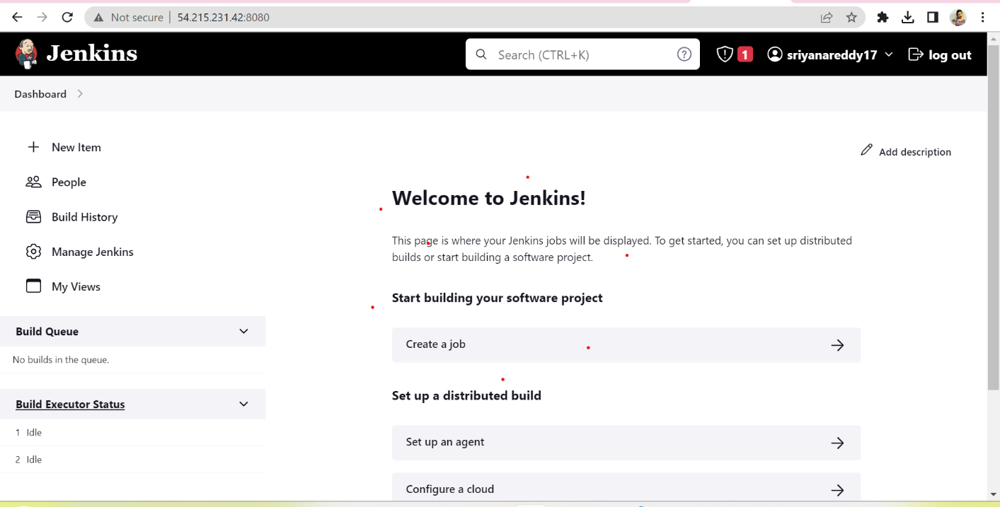 Not secure | 54.215.231.42:8080
Jenkins
Search (CTRL+K)
1
sriyanareddy17
log out
Dashboard
New Item
People
Build History
Manage Jenkins
My Views
Build Queue
No builds in the queue.
Build Executor Status
1 Idle
2 Idle
Add description
Welcome to Jenkins!
This page is where your Jenkins jobs will be displayed. To get started, you can set up distributed
builds or start building a software project.
Start building your software project
Create a job
Set up a distributed build
Set up an agent
Configure a cloud